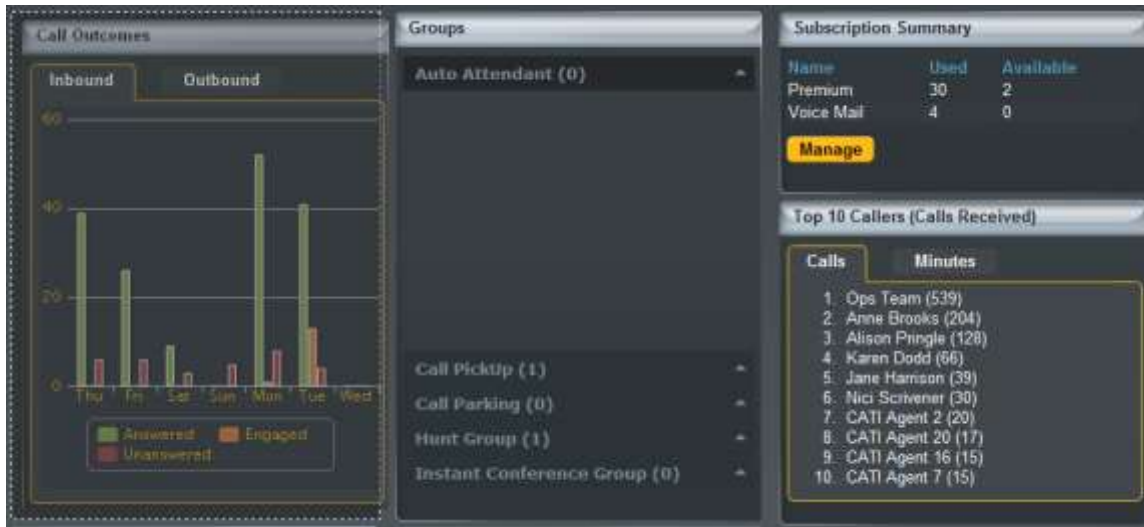 Call Outcomes
Inbound Outbound
60
40
20
0
Thu Fri Sat Sun Mon Tue Wed
Answered Engaged
Unanswered
Groups
Auto Attendant (0)
Call PickUp (1)
Call Parking (0)
Hunt Group (1)
Instant Conference Group (0)
Subscription Summary
Name Used Available
Premium 30 2
Voice Mail 4 0
Manage
Top 10 Callers (Calls Received)
Calls Minutes
1. Ops Team (539)
2. Anne Brooks (204)
3. Alison Pringle (128)
4. Karen Dodd (66)
5. Jane Harrison (39)
6. Nici Scrivener (30)
7. CATI Agent 2 (20)
8. CATI Agent 20 (17)
9. CATI Agent 16 (15)
10. CATI Agent 7 (15)